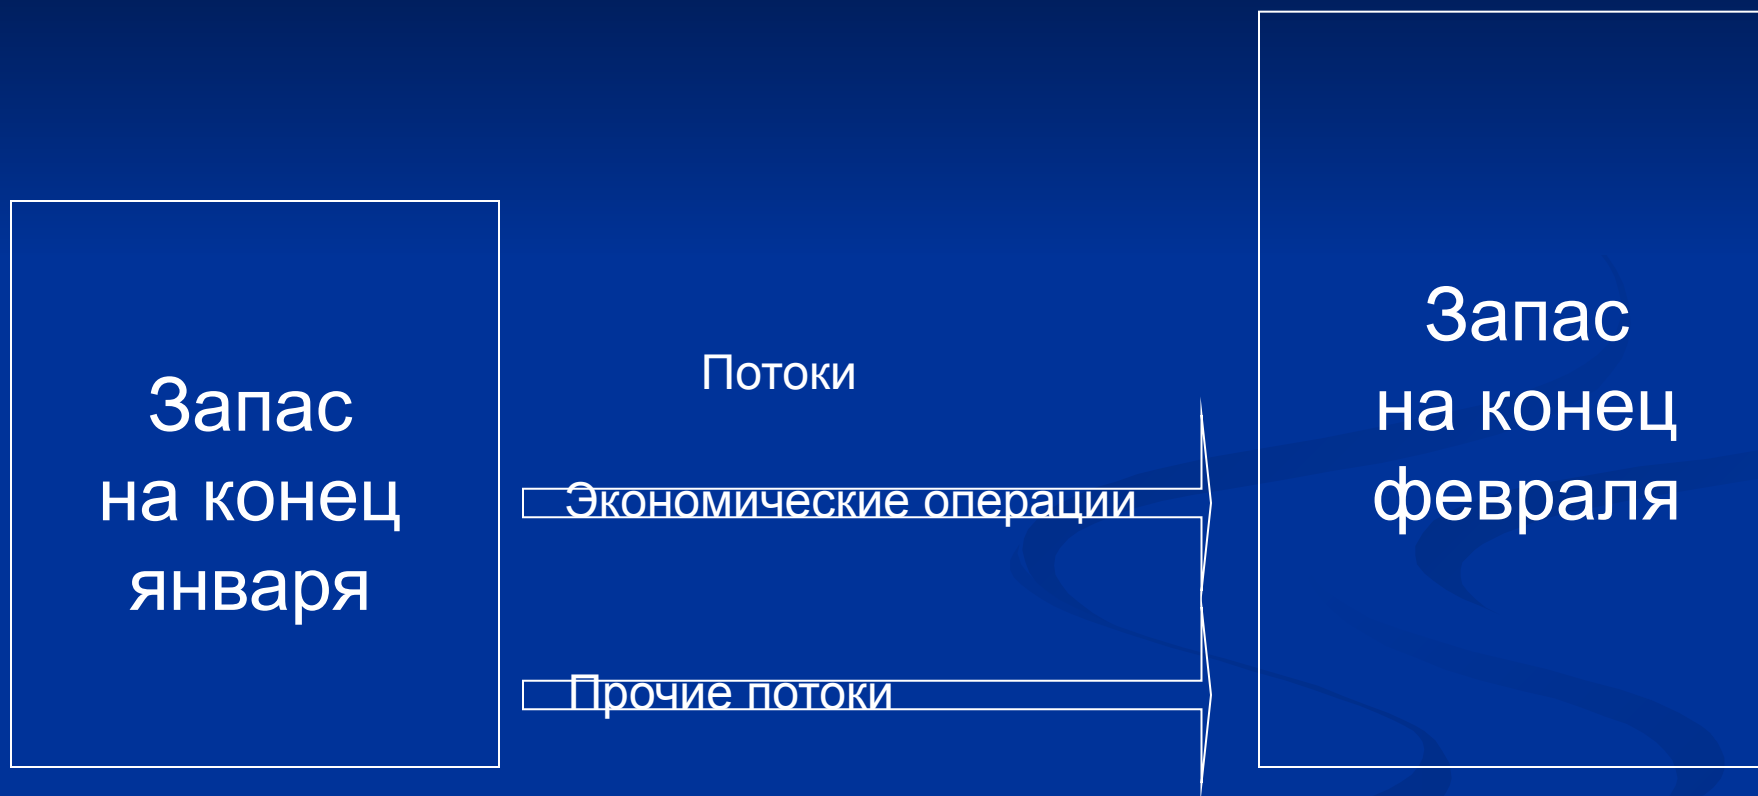 Запас
на конец
января
Потоки
Экономические операции
Прочие потоки
Запас
на конец
февраля